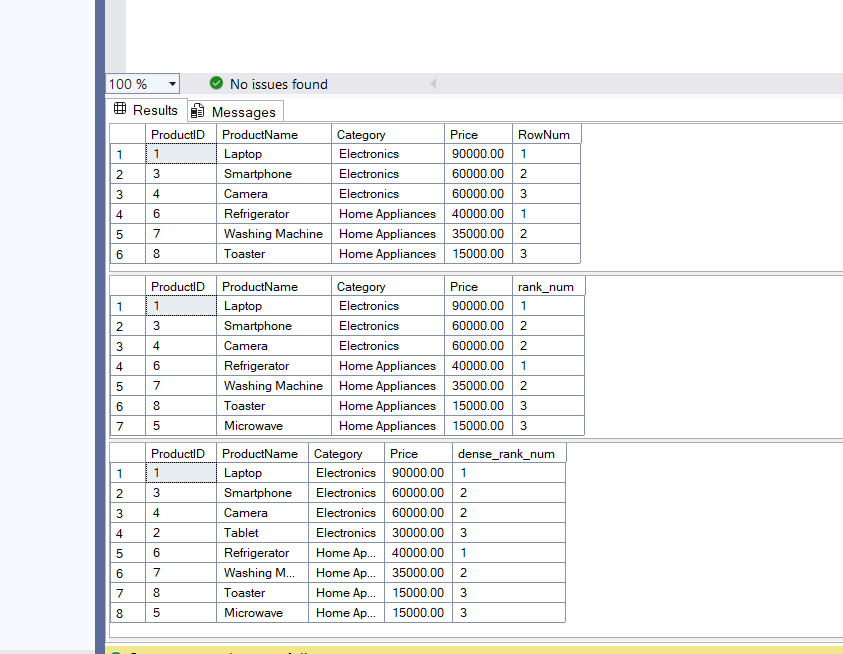 100 % No issues found
Results Messages
ProductID ProductName Category Price RowNum
1 1 Laptop Electronics 90000.00 1
2 3 Smartphone Electronics 60000.00 2
3 4 Camera Electronics 60000.00 3
4 6 Refrigerator Home Appliances 40000.00 1
5 7 Washing Machine Home Appliances 35000.00 2
6 8 Toaster Home Appliances 15000.00 3
ProductID ProductName Category Price rank_num
1 1 Laptop Electronics 90000.00 1
2 3 Smartphone Electronics 60000.00 2
3 4 Camera Electronics 60000.00 2
4 6 Refrigerator Home Appliances 40000.00 1
5 7 Washing Machine Home Appliances 35000.00 2
6 8 Toaster Home Appliances 15000.00 3
7 5 Microwave Home Appliances 15000.00 3
ProductID ProductName Category Price dense_rank_num
1 1 Laptop Electronics 90000.00 1
2 3 Smartphone Electronics 60000.00 2
3 4 Camera Electronics 60000.00 2
4 2 Tablet Electronics 30000.00 3
5 6 Refrigerator Home Ap... 40000.00 1
6 7 Washing M... Home Ap... 35000.00 2
7 8 Toaster Home Ap... 15000.00 3
8 5 Microwave Home Ap... 15000.00 3